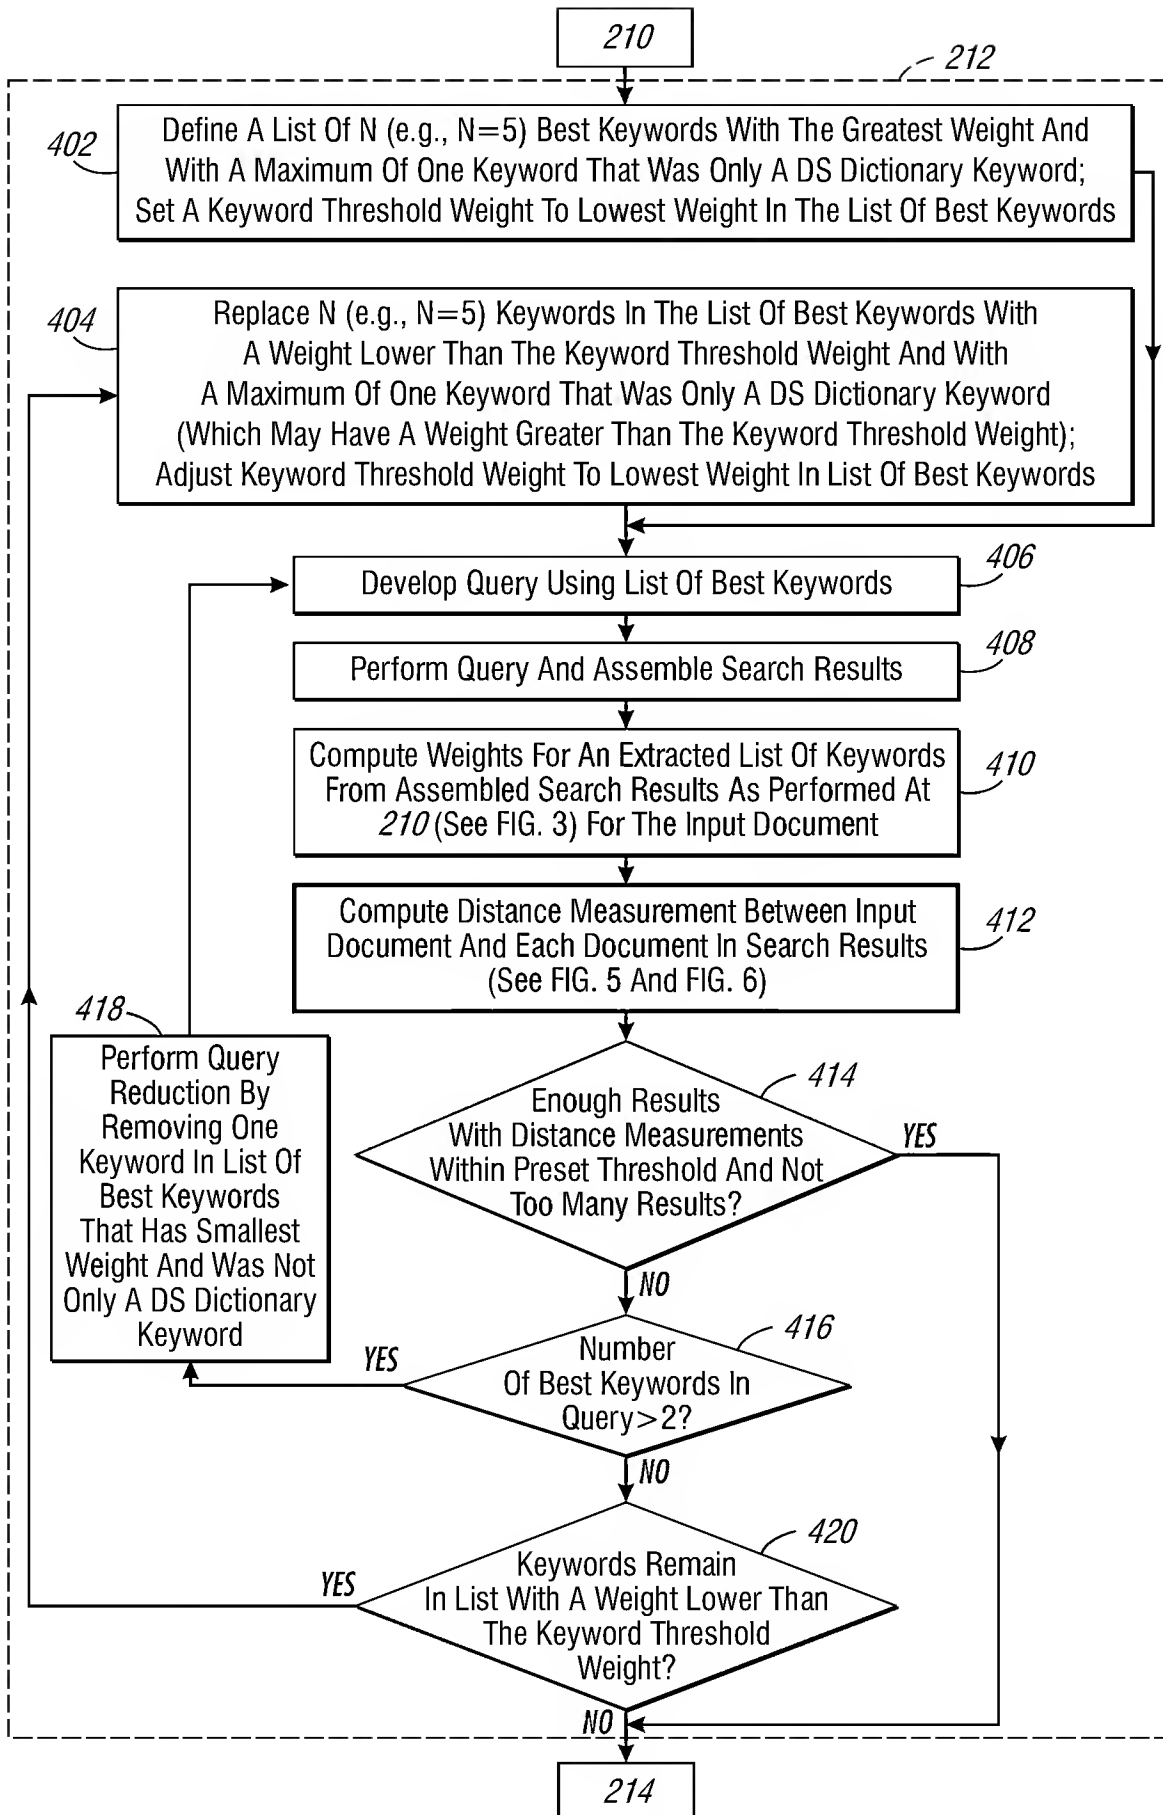 210
212
402
Define A List Of N (e.g., N=5) Best Keywords With The Greatest Weight And
With A Maximum Of One Keyword That Was Only A DS Dictionary Keyword;
Set A Keyword Threshold Weight To Lowest Weight In The List Of Best Keywords
404
Replace N (e.g., N=5) Keywords In The List Of Best Keywords With
A Weight Lower Than The Keyword Threshold Weight And With
A Maximum Of One Keyword That Was Only A DS Dictionary Keyword
(Which May Have A Weight Greater Than The Keyword Threshold Weight);
Adjust Keyword Threshold Weight To Lowest Weight In List Of Best Keywords
406
Develop Query Using List Of Best Keywords
408
Perform Query And Assemble Search Results
410
Compute Weights For An Extracted List Of Keywords
From Assembled Search Results As Performed At
210 (See FIG. 3) For The Input Document
412
Compute Distance Measurement Between Input
Document And Each Document In Search Results
(See FIG. 5 And FIG. 6)
418
Perform Query
Reduction By
Removing One
Keyword In List Of
Best Keywords
That Has Smallest
Weight And Was Not
Only A DS Dictionary
Keyword
414
Enough Results
With Distance Measurements
Within Preset Threshold And Not
Too Many Results?
YES
NO
416
Number
Of Best Keywords In
Query>2?
YES
NO
420
Keywords Remain
In List With A Weight Lower Than
The Keyword Threshold
Weight?
YES
NO
214